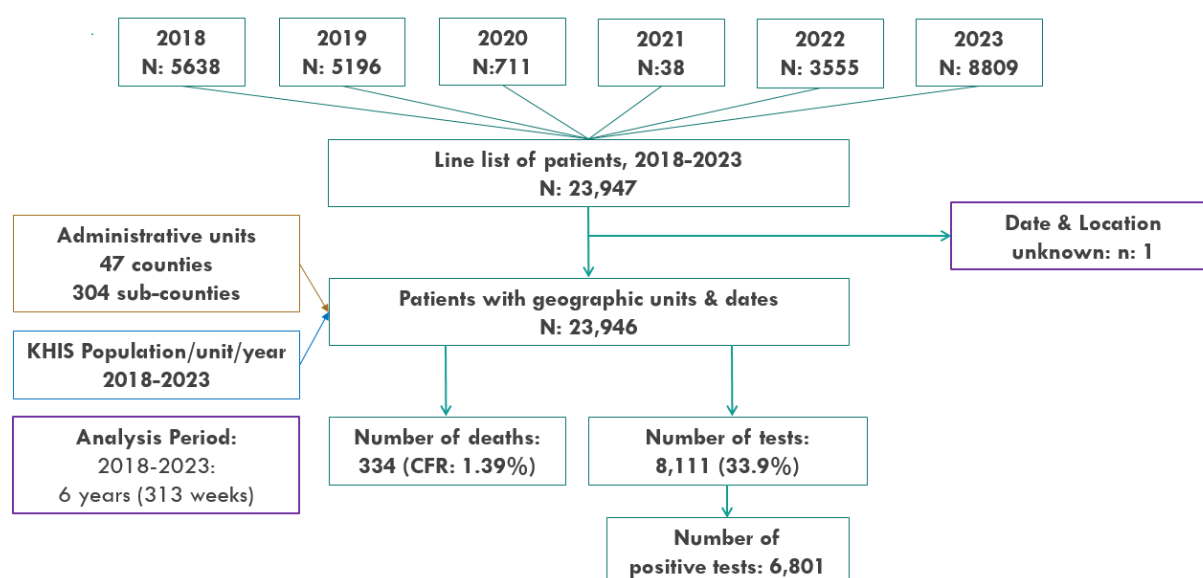 2018
N: 5638
2019
N: 5196
2020
N:711
2021
N:38
2022
N: 3555
2023
N: 8809
Line list of patients, 2018-2023
N: 23,947
Date & Location
unknown: n: 1
Administrative units
47 counties
304 sub-counties
Patients with geographic units & dates
N: 23,946
KHIS Population/unit/year
2018-2023
Analysis Period:
2018-2023:
6 years (313 weeks)
Number of deaths:
334 (CFR: 1.39%)
Number of tests:
8,111 (33.9%)
Number of
positive tests: 6,801